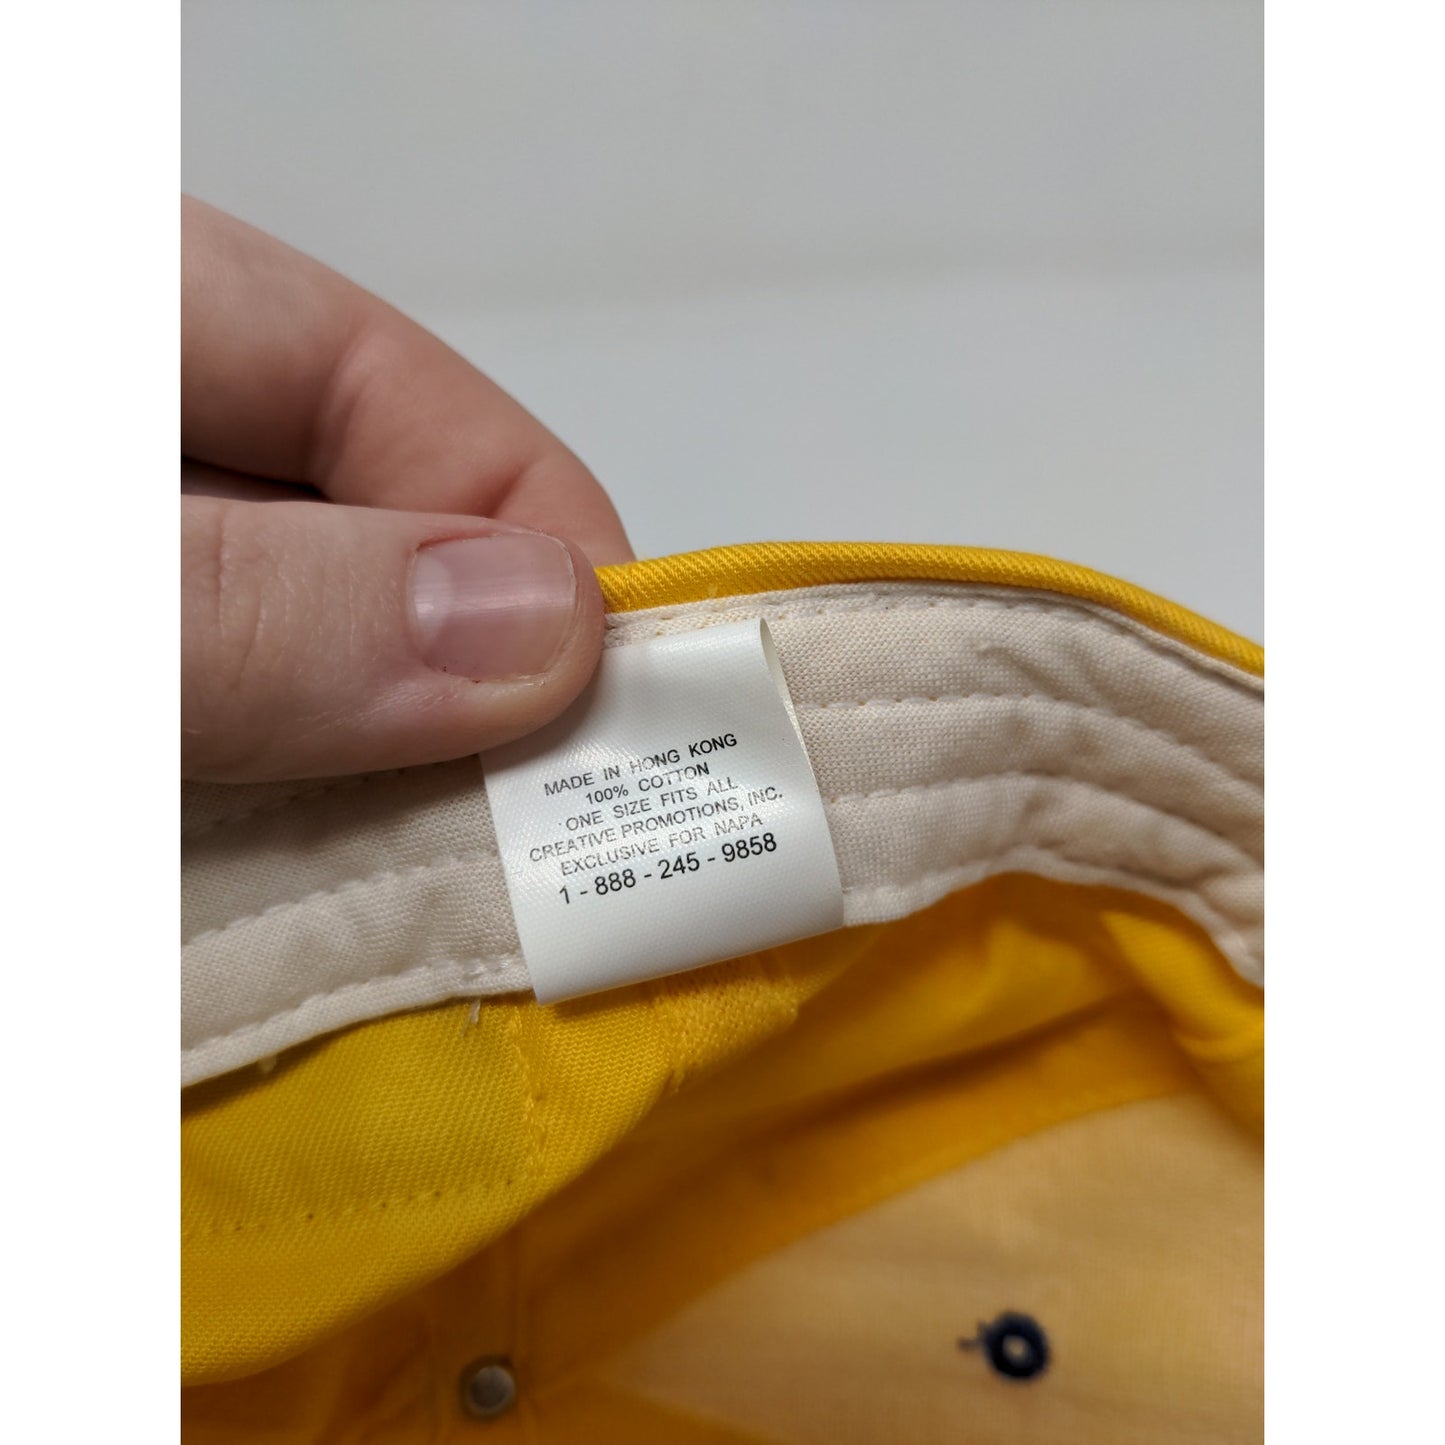 MADE IN HONG KONG
100% COTTON
ONE SIZE FITS ALL
CREATIVE PROMOTIONS, INC.
EXCLUSIVE FOR NAPA
1 - 888 - 245 - 9858